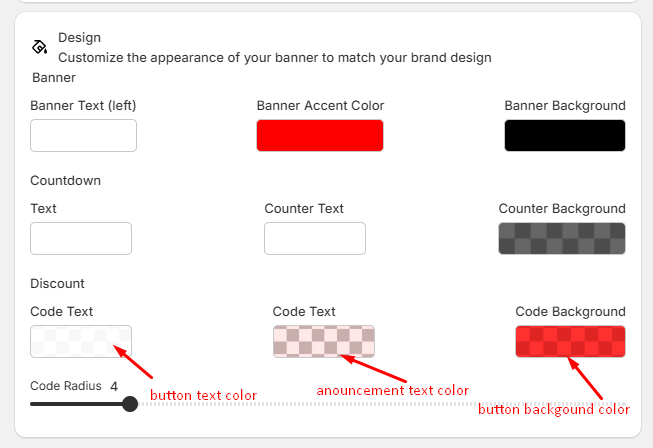 Design
Customize the appearance of your banner to match your brand design
Banner
Banner Text (left) Banner Accent Color Banner Background
Countdown
Text Counter Text Counter Background
Discount
Code Text Code Text Code Background
Code Radius 4
button text color
anouncement text color
button backgound color